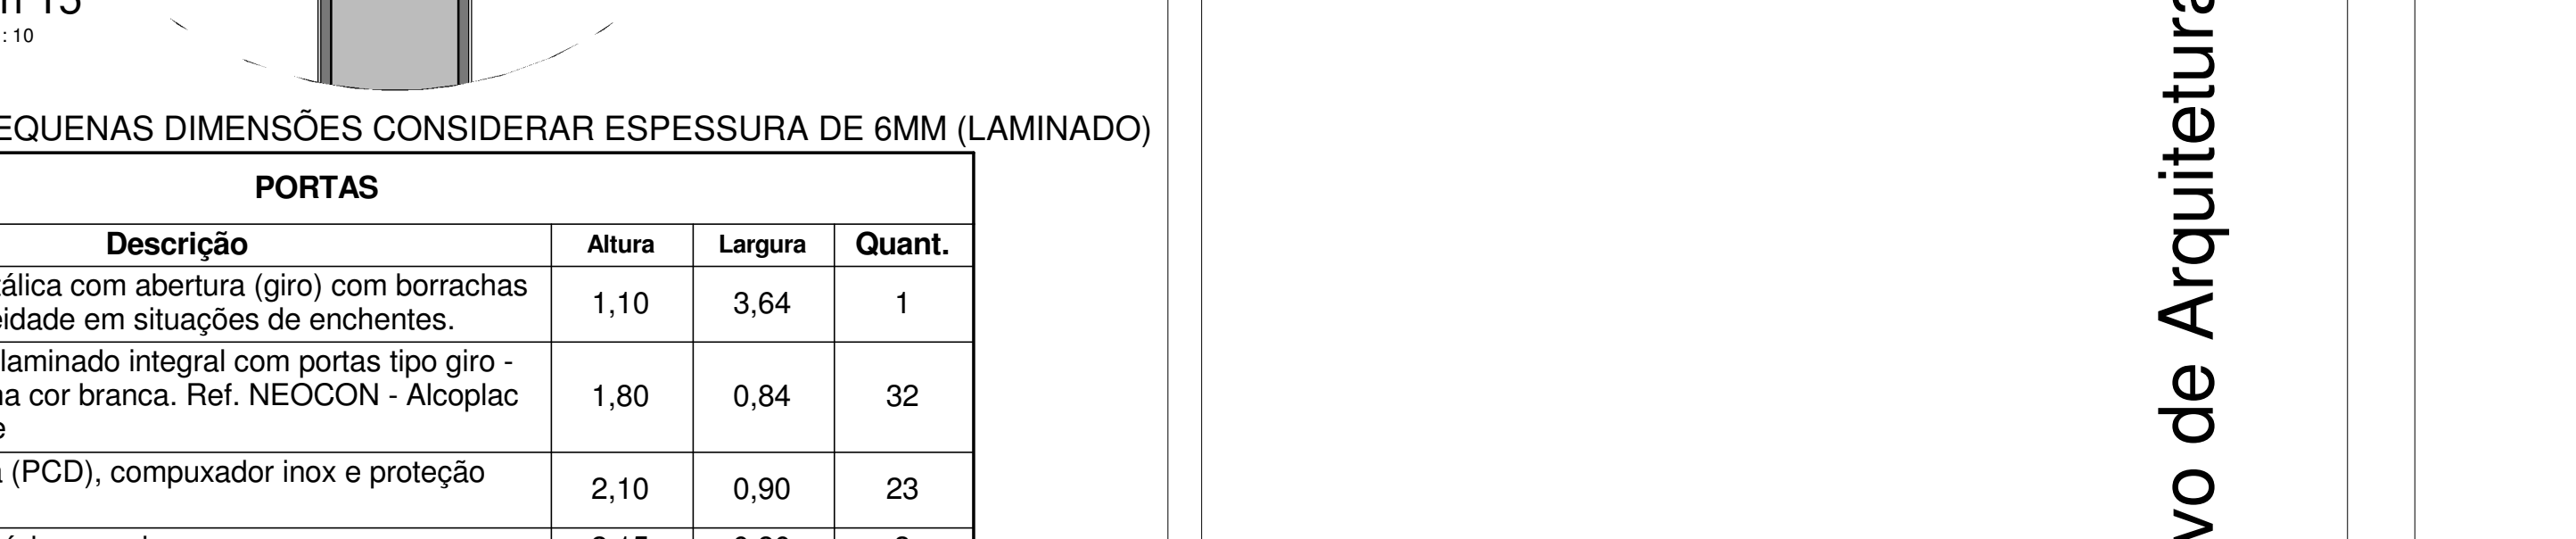 : 10
EQUENAS DIMENSÕES CONSIDERAR ESPESSURA DE 6MM (LAMINADO)
PORTAS
Descrição Altura Largura Quant.
álica com abertura (giro) com borrachas
eidade em situações de enchentes.
1,10 3,64 1
laminado integral com portas tipo giro -
na cor branca. Ref. NEOCON - Alcoplac
e
1,80 0,84 32
(PCD), compuxador inox e proteção
2,10 0,90 23
vo de Arquitetura